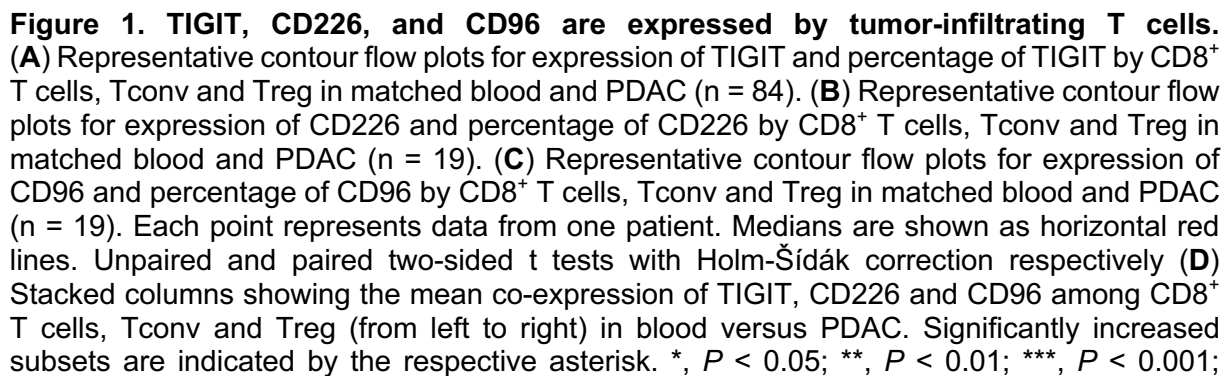 Figure 1. TIGIT, CD226, and CD96 are expressed by tumor-infiltrating T cells.
(A) Representative contour flow plots for expression of TIGIT and percentage of TIGIT by CD8⁺
T cells, Tconv and Treg in matched blood and PDAC (n = 84). (B) Representative contour flow
plots for expression of CD226 and percentage of CD226 by CD8⁺ T cells, Tconv and Treg in
matched blood and PDAC (n = 19). (C) Representative contour flow plots for expression of
CD96 and percentage of CD96 by CD8⁺ T cells, Tconv and Treg in matched blood and PDAC
(n = 19). Each point represents data from one patient. Medians are shown as horizontal red
lines. Unpaired and paired two-sided t tests with Holm-Šídák correction respectively (D)
Stacked columns showing the mean co-expression of TIGIT, CD226 and CD96 among CD8⁺
T cells, Tconv and Treg (from left to right) in blood versus PDAC. Significantly increased
subsets are indicated by the respective asterisk. *, P < 0.05; **, P < 0.01; ***, P < 0.001;